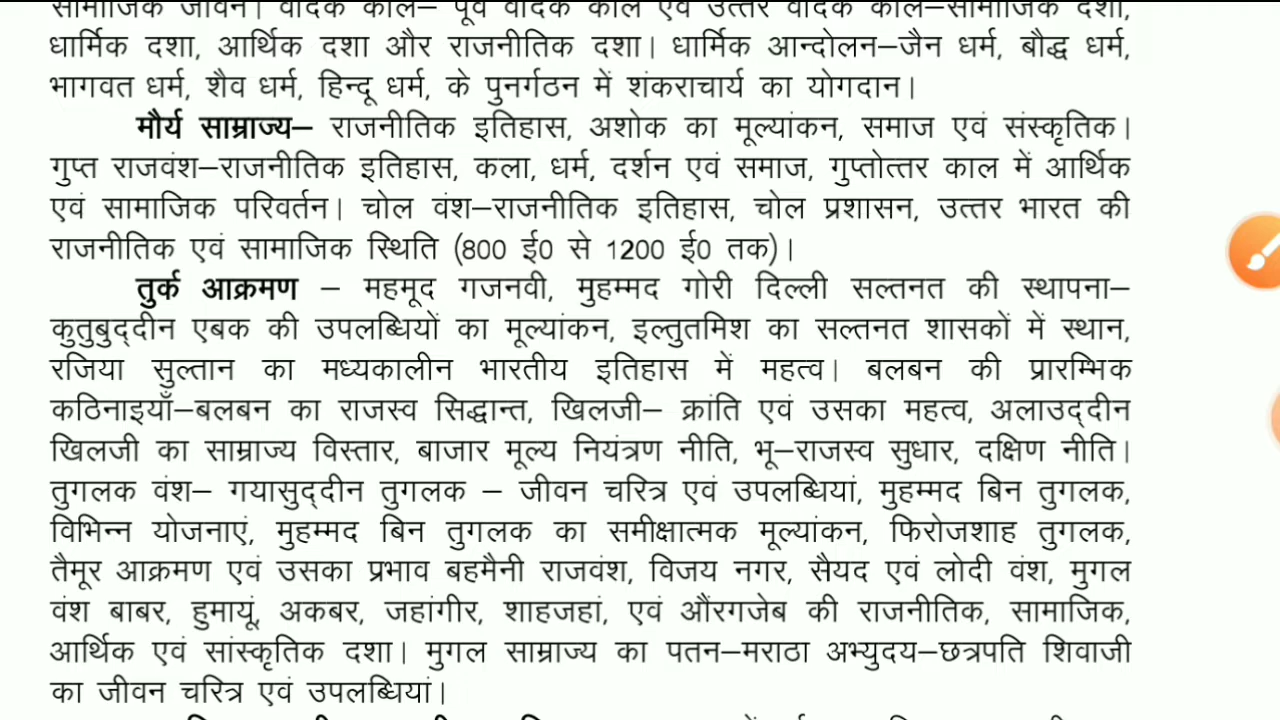 सामाजिक जीवन। वैदिक काल– पूर्व वैदिक काल एवं उत्तर वैदिक काल–सामाजिक दशा,
धार्मिक दशा, आर्थिक दशा और राजनीतिक दशा। धार्मिक आन्दोलन–जैन धर्म, बौद्ध धर्म,
भागवत धर्म, शैव धर्म, हिन्दू धर्म, के पुनर्गठन में शंकराचार्य का योगदान।
मौर्य साम्राज्य– राजनीतिक इतिहास, अशोक का मूल्यांकन, समाज एवं संस्कृतिक।
गुप्त राजवंश–राजनीतिक इतिहास, कला, धर्म, दर्शन एवं समाज, गुप्तोत्तर काल में आर्थिक
एवं सामाजिक परिवर्तन। चोल वंश–राजनीतिक इतिहास, चोल प्रशासन, उत्तर भारत की
राजनीतिक एवं सामाजिक स्थिति (800 ई0 से 1200 ई0 तक)।
तुर्क आक्रमण – महमूद गजनवी, मुहम्मद गोरी दिल्ली सल्तनत की स्थापना–
कुतुबुद्दीन एबक की उपलब्धियों का मूल्यांकन, इल्तुतमिश का सल्तनत शासकों में स्थान,
रजिया सुल्तान का मध्यकालीन भारतीय इतिहास में महत्व। बलबन की प्रारम्भिक
कठिनाइयाँ–बलबन का राजस्व सिद्धान्त, खिलजी– क्रांति एवं उसका महत्व, अलाउद्दीन
खिलजी का साम्राज्य विस्तार, बाजार मूल्य नियंत्रण नीति, भू–राजस्व सुधार, दक्षिण नीति।
तुगलक वंश– गयासुद्दीन तुगलक – जीवन चरित्र एवं उपलब्धियां, मुहम्मद बिन तुगलक,
विभिन्न योजनाएं, मुहम्मद बिन तुगलक का समीक्षात्मक मूल्यांकन, फिरोजशाह तुगलक,
तैमूर आक्रमण एवं उसका प्रभाव बहमैनी राजवंश, विजय नगर, सैयद एवं लोदी वंश, मुगल
वंश बाबर, हुमायूं, अकबर, जहांगीर, शाहजहां, एवं औंरगजेब की राजनीतिक, सामाजिक,
आर्थिक एवं सांस्कृतिक दशा। मुगल साम्राज्य का पतन–मराठा अभ्युदय–छत्रपति शिवाजी
का जीवन चरित्र एवं उपलब्धियां।